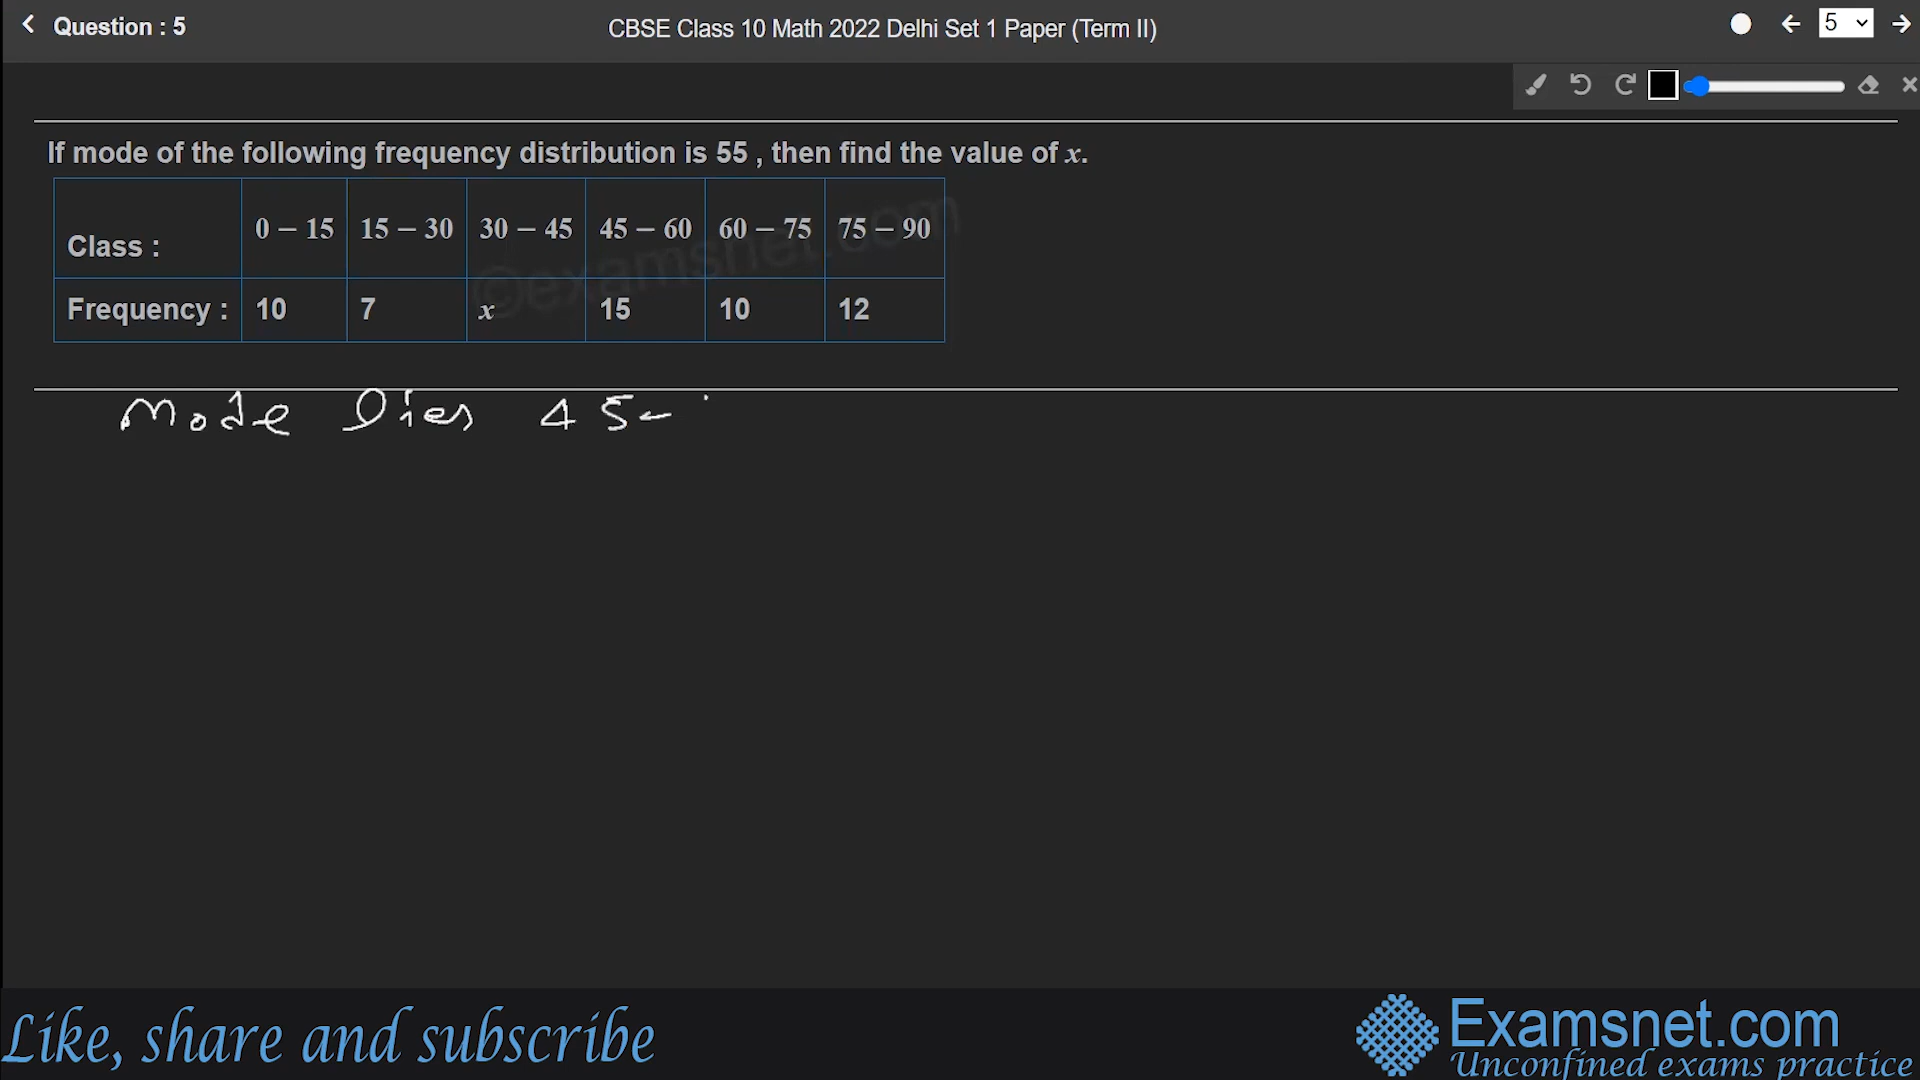 Question : 5
CBSE Class 10 Math 2022 Delhi Set 1 Paper (Term II)
5
If mode of the following frequency distribution is 55 , then find the value of x.
Class : 0 – 15 15 – 30 30 – 45 45 – 60 60 – 75 75 – 90
©examsnet.com
Frequency : 10 7 x 15 10 12
Mode lies 45-
Like, share and subscribe
Examsnet.com
Unconfined exams practice